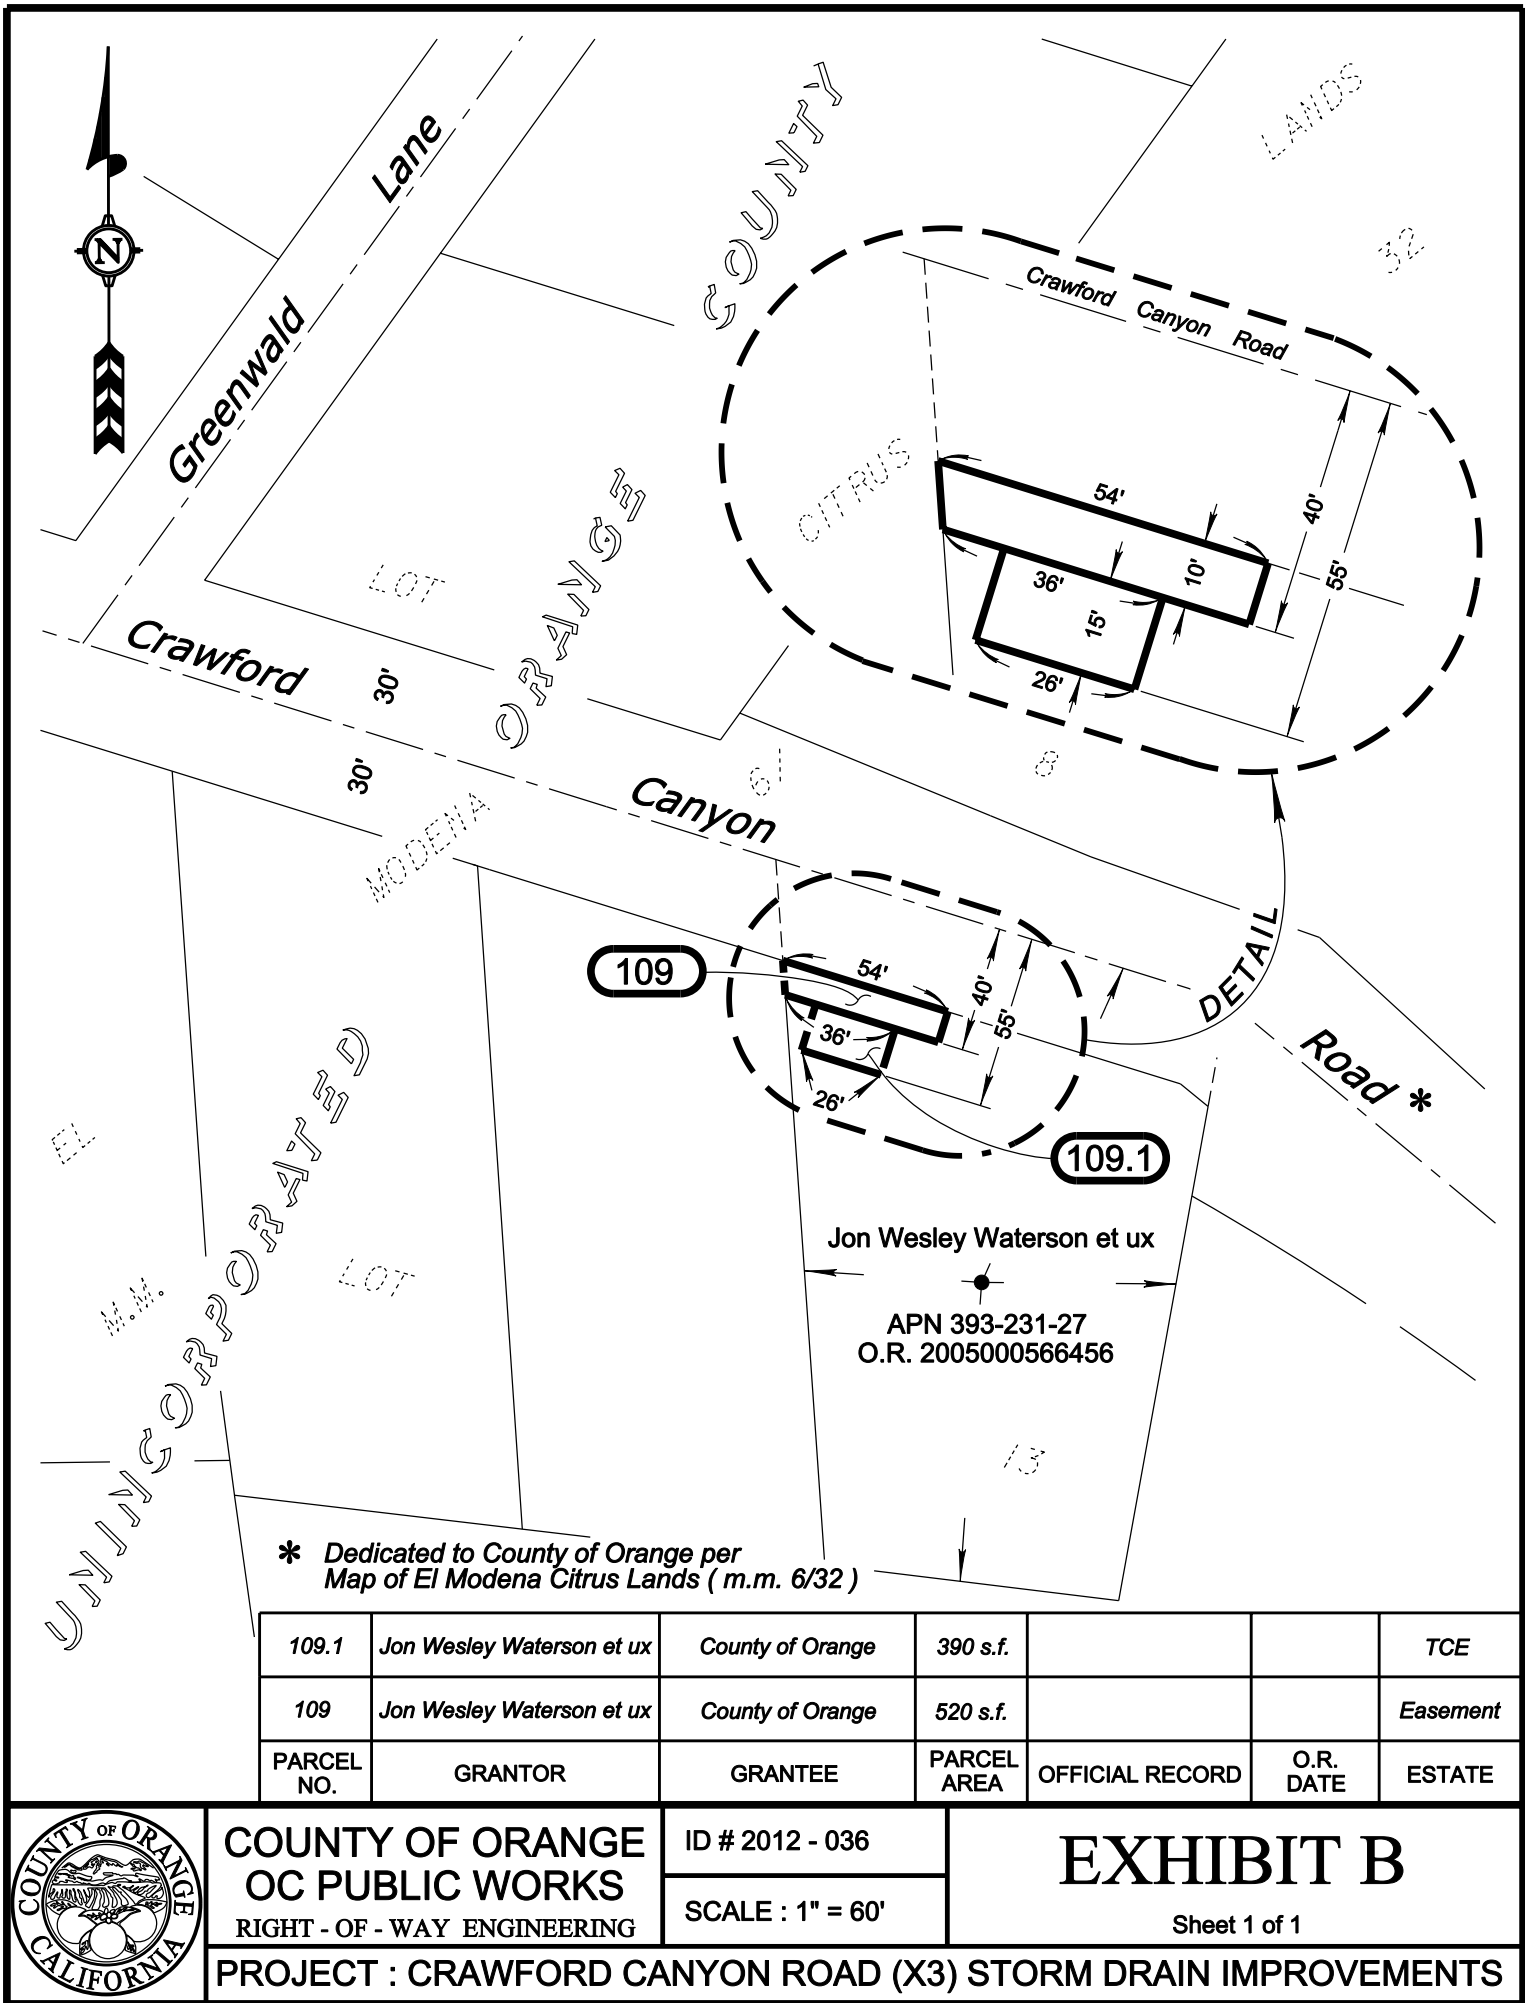 N
Greenwald Lane
COUNTY
LANDS
32
Crawford Canyon Road
54'
40'
55'
10'
36'
15'
26'
CITRUS
ORANGE
LOT
Crawford
30'
30'
Canyon
61
8
MODENA
109
54'
40'
55'
36'
26'
DETAIL
Road *
109.1
EL
UNINCORPORATED
M.M.
LOT
Jon Wesley Waterson et ux
APN 393-231-27
O.R. 2005000566456
13
* Dedicated to County of Orange per
Map of El Modena Citrus Lands ( m.m. 6/32 )
109.1 Jon Wesley Waterson et ux County of Orange 390 s.f. TCE
109 Jon Wesley Waterson et ux County of Orange 520 s.f. Easement
PARCEL NO. GRANTOR GRANTEE PARCEL AREA OFFICIAL RECORD O.R. DATE ESTATE
COUNTY OF ORANGE
CALIFORNIA
COUNTY OF ORANGE
OC PUBLIC WORKS
RIGHT - OF - WAY ENGINEERING
ID # 2012 - 036
SCALE : 1" = 60'
EXHIBIT B
Sheet 1 of 1
PROJECT : CRAWFORD CANYON ROAD (X3) STORM DRAIN IMPROVEMENTS